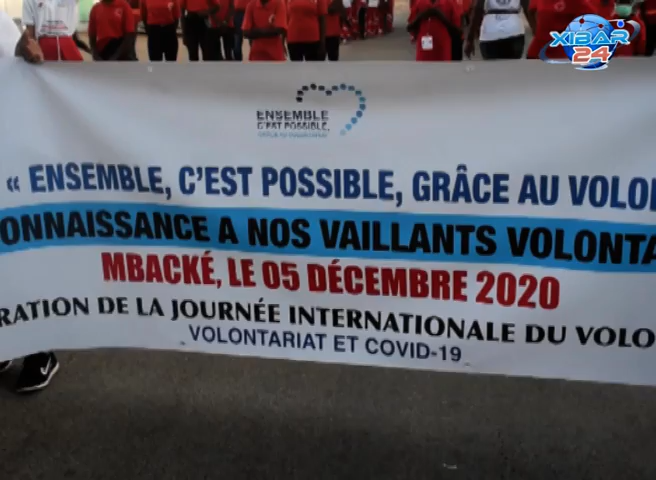 XIBAR
24
ENSEMBLE
C'EST POSSIBLE,
« ENSEMBLE, C'EST POSSIBLE, GRÂCE AU VOLO
ONNAISSANCE A NOS VAILLANTS VOLONTA
MBACKÉ, LE 05 DÉCEMBRE 2020
RATION DE LA JOURNÉE INTERNATIONALE DU VOLO
VOLONTARIAT ET COVID-19